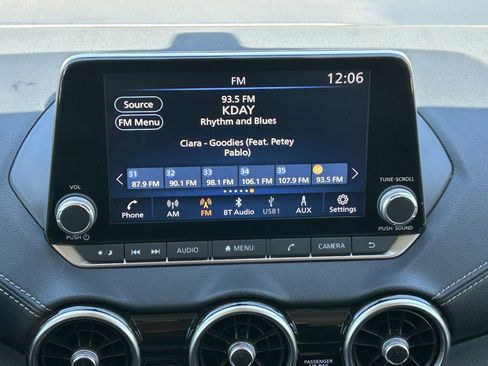 FM
12:06
Source
93.5 FM
KDAY
FM Menu
Rhythm and Blues
Ciara - Goodies (Feat. Petey
Pablo)
31 32 33 34 35
87.9 FM 90.1 FM 98.1 FM 106.1 FM 107.9 FM 93.5 FM
VOL
TUNE·SCROLL
Phone AM FM BT Audio USB1 AUX Settings
PUSH
PUSH SOUND
AUDIO MENU CAMERA
PASSENGER
AIR BAG